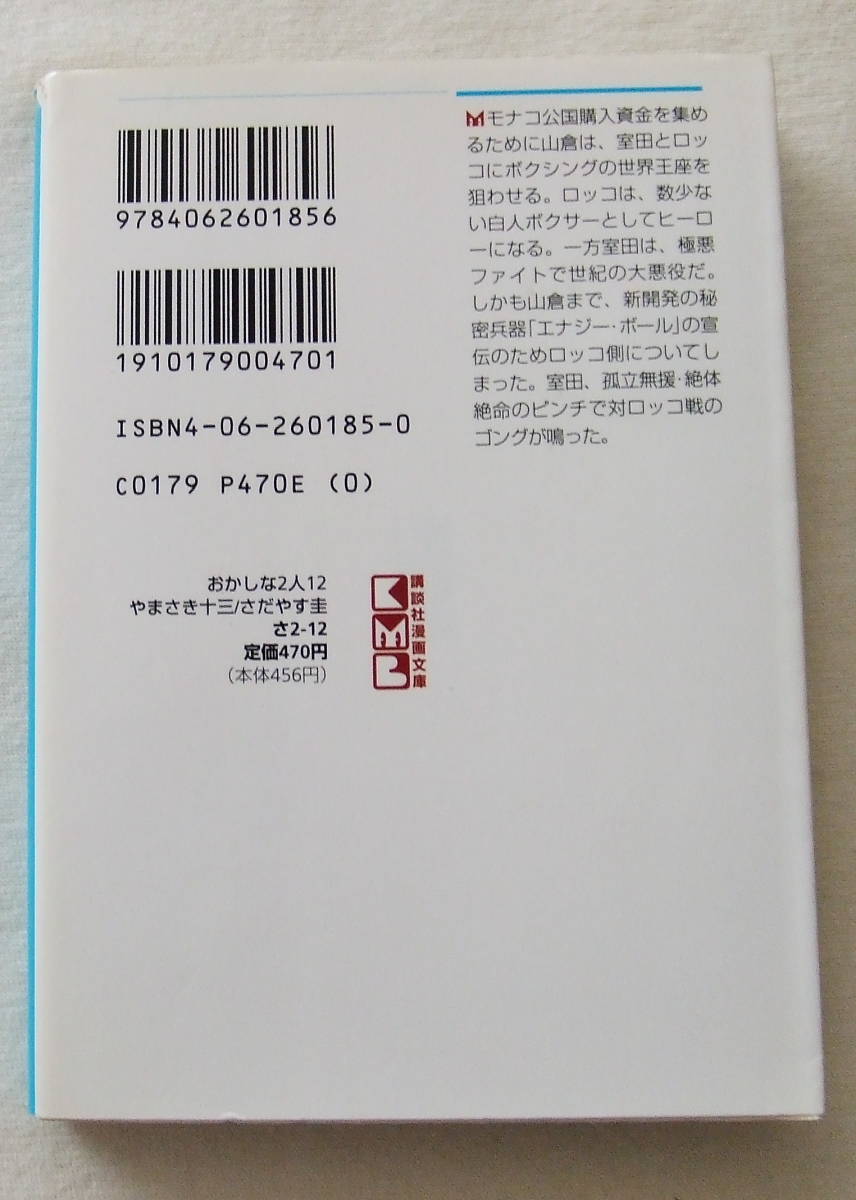 モナコ公国購入資金を集め
るために山倉は、室田とロッ
コにボクシングの世界王座を
狙わせる。ロッコは、数少な
い白人ボクサーとしてヒーロ
ーになる。一方室田は、極悪
ファイトで世紀の大悪役だ。
しかも山倉まで、新開発の秘
密兵器「エナジー・ボール」の宣
伝のためロッコ側についてし
まった。室田、孤立無援・絶体
絶命のピンチで対ロッコ戦の
ゴングが鳴った。
9784062601856
1910179004701
ISBN4-06-260185-0
C0179 P470E (0)
おかしな2人12
やまさき十三/さだやす圭
さ2-12
定価470円
（本体456円）
KMB
講談社漫画文庫